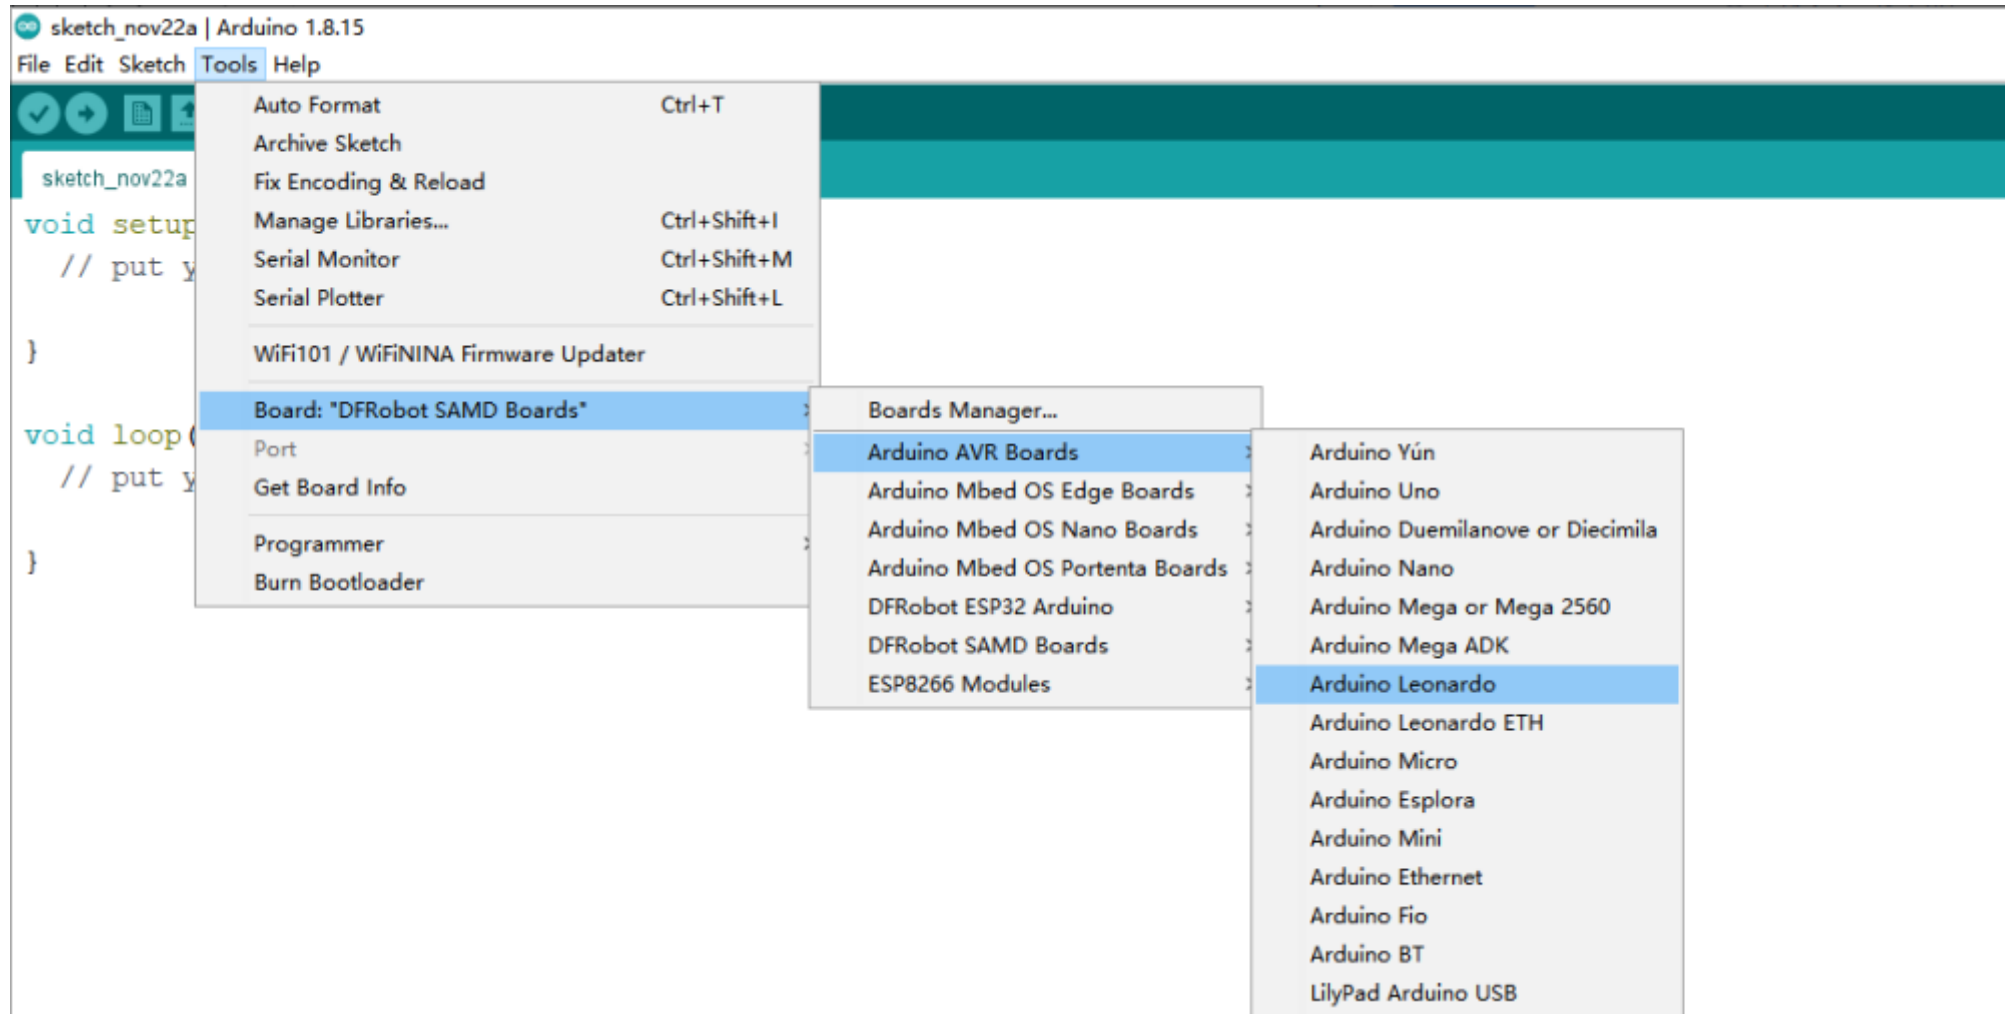 sketch_nov22a | Arduino 1.8.15
File Edit Sketch Tools Help
sketch_nov22a
void setup
// put y
}
void loop(
// put y
}
Auto Format Ctrl+T
Archive Sketch
Fix Encoding & Reload
Manage Libraries... Ctrl+Shift+I
Serial Monitor Ctrl+Shift+M
Serial Plotter Ctrl+Shift+L
WiFi101 / WiFiNINA Firmware Updater
Board: "DFRobot SAMD Boards"
Port
Get Board Info
Programmer
Burn Bootloader
Boards Manager...
Arduino AVR Boards
Arduino Mbed OS Edge Boards
Arduino Mbed OS Nano Boards
Arduino Mbed OS Portenta Boards
DFRobot ESP32 Arduino
DFRobot SAMD Boards
ESP8266 Modules
Arduino Yún
Arduino Uno
Arduino Duemilanove or Diecimila
Arduino Nano
Arduino Mega or Mega 2560
Arduino Mega ADK
Arduino Leonardo
Arduino Leonardo ETH
Arduino Micro
Arduino Esplora
Arduino Mini
Arduino Ethernet
Arduino Fio
Arduino BT
LilyPad Arduino USB